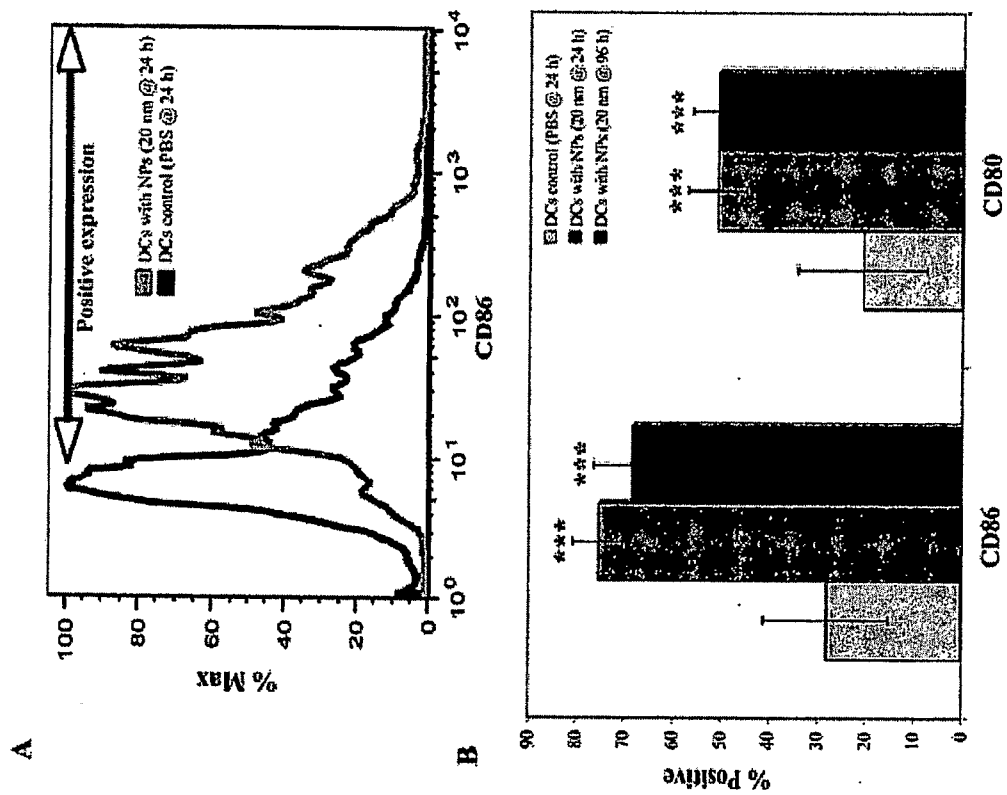 A
Positive expression
DCs with NPs (20 nm @ 24 h)
DCs control (PBS @ 24 h)
% Max
100
80
60
40
20
0
10^0
10^1
10^2
10^3
10^4
CD86
B
DCs control (PBS @ 24 h)
DCs with NPs (20 nm @ 24 h)
DCs with NPs (20 nm @ 96 h)
% Positive
90
80
70
60
50
40
30
20
10
0
***
***
***
***
CD86
CD80